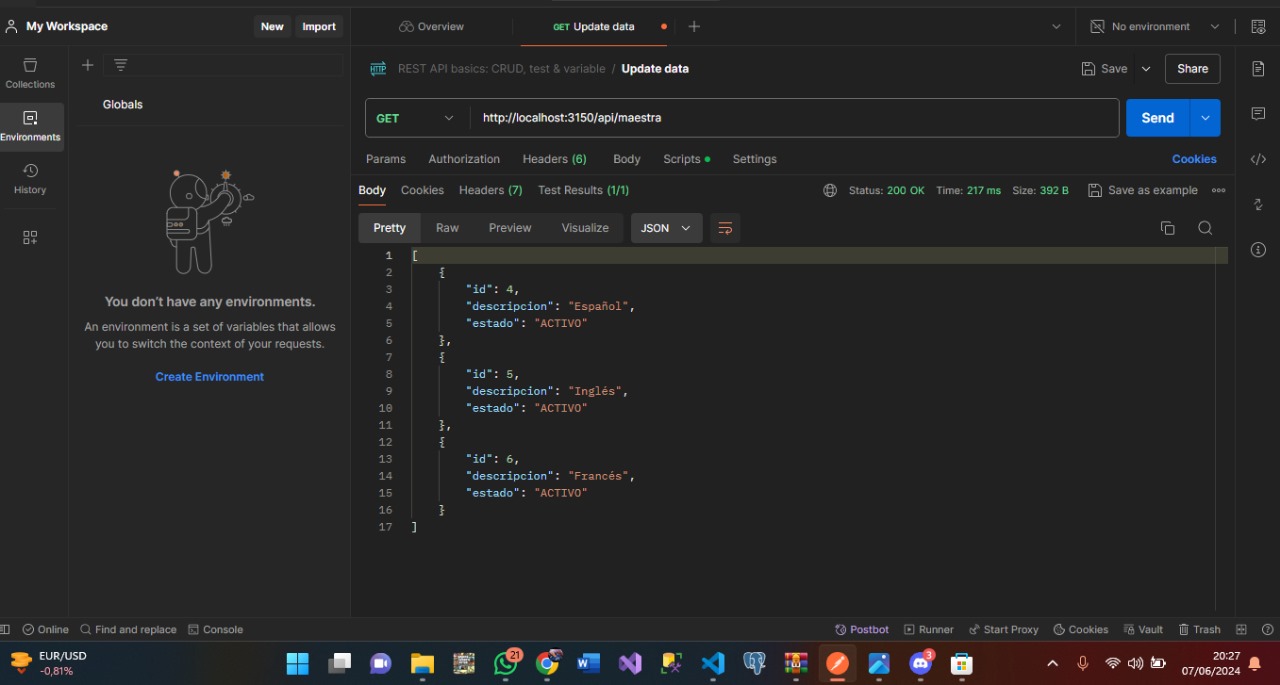 My Workspace
New
Import
Overview
GET Update data
No environment
Collections
Environments
History
Globals
You don't have any environments.
An environment is a set of variables that allows
you to switch the context of your requests.
Create Environment
HTTP
REST API basics: CRUD, test & variable / Update data
Save
Share
GET
http://localhost:3150/api/maestra
Send
Params
Authorization
Headers (6)
Body
Scripts
Settings
Cookies
Body
Cookies
Headers (7)
Test Results (1/1)
Status: 200 OK
Time: 217 ms
Size: 392 B
Save as example
Pretty
Raw
Preview
Visualize
JSON
1 [
2 {
3 "id": 4,
4 "descripcion": "Español",
5 "estado": "ACTIVO"
6 },
7 {
8 "id": 5,
9 "descripcion": "Inglés",
10 "estado": "ACTIVO"
11 },
12 {
13 "id": 6,
14 "descripcion": "Francés",
15 "estado": "ACTIVO"
16 }
17 ]
Online
Find and replace
Console
Postbot
Runner
Start Proxy
Cookies
Vault
Trash
EUR/USD
-0,81%
21
3
20:27
07/06/2024